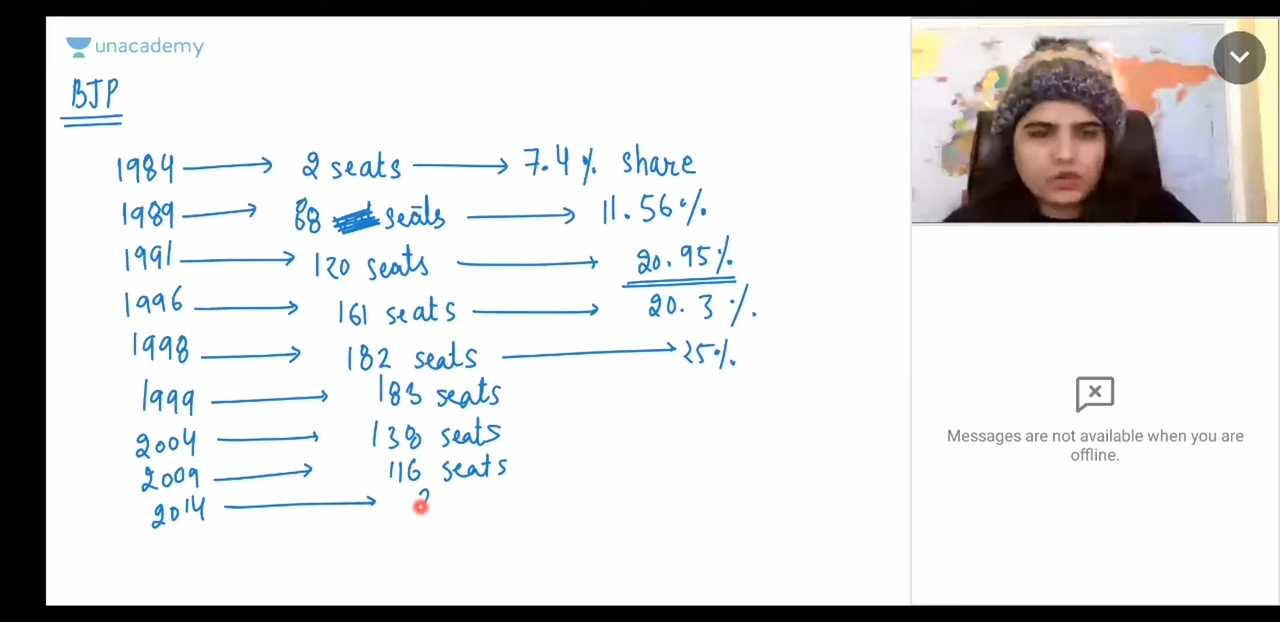 unacademy
BJP
1984 → 2 seats → 7.4% share
1989 → 88 seats → 11.56%
1991 → 120 seats → 20.95%
1996 → 161 seats → 20.3%
1998 → 182 seats → 25%
1999 → 183 seats
2004 → 138 seats
2009 → 116 seats
2014 →
Messages are not available when you are
offline.